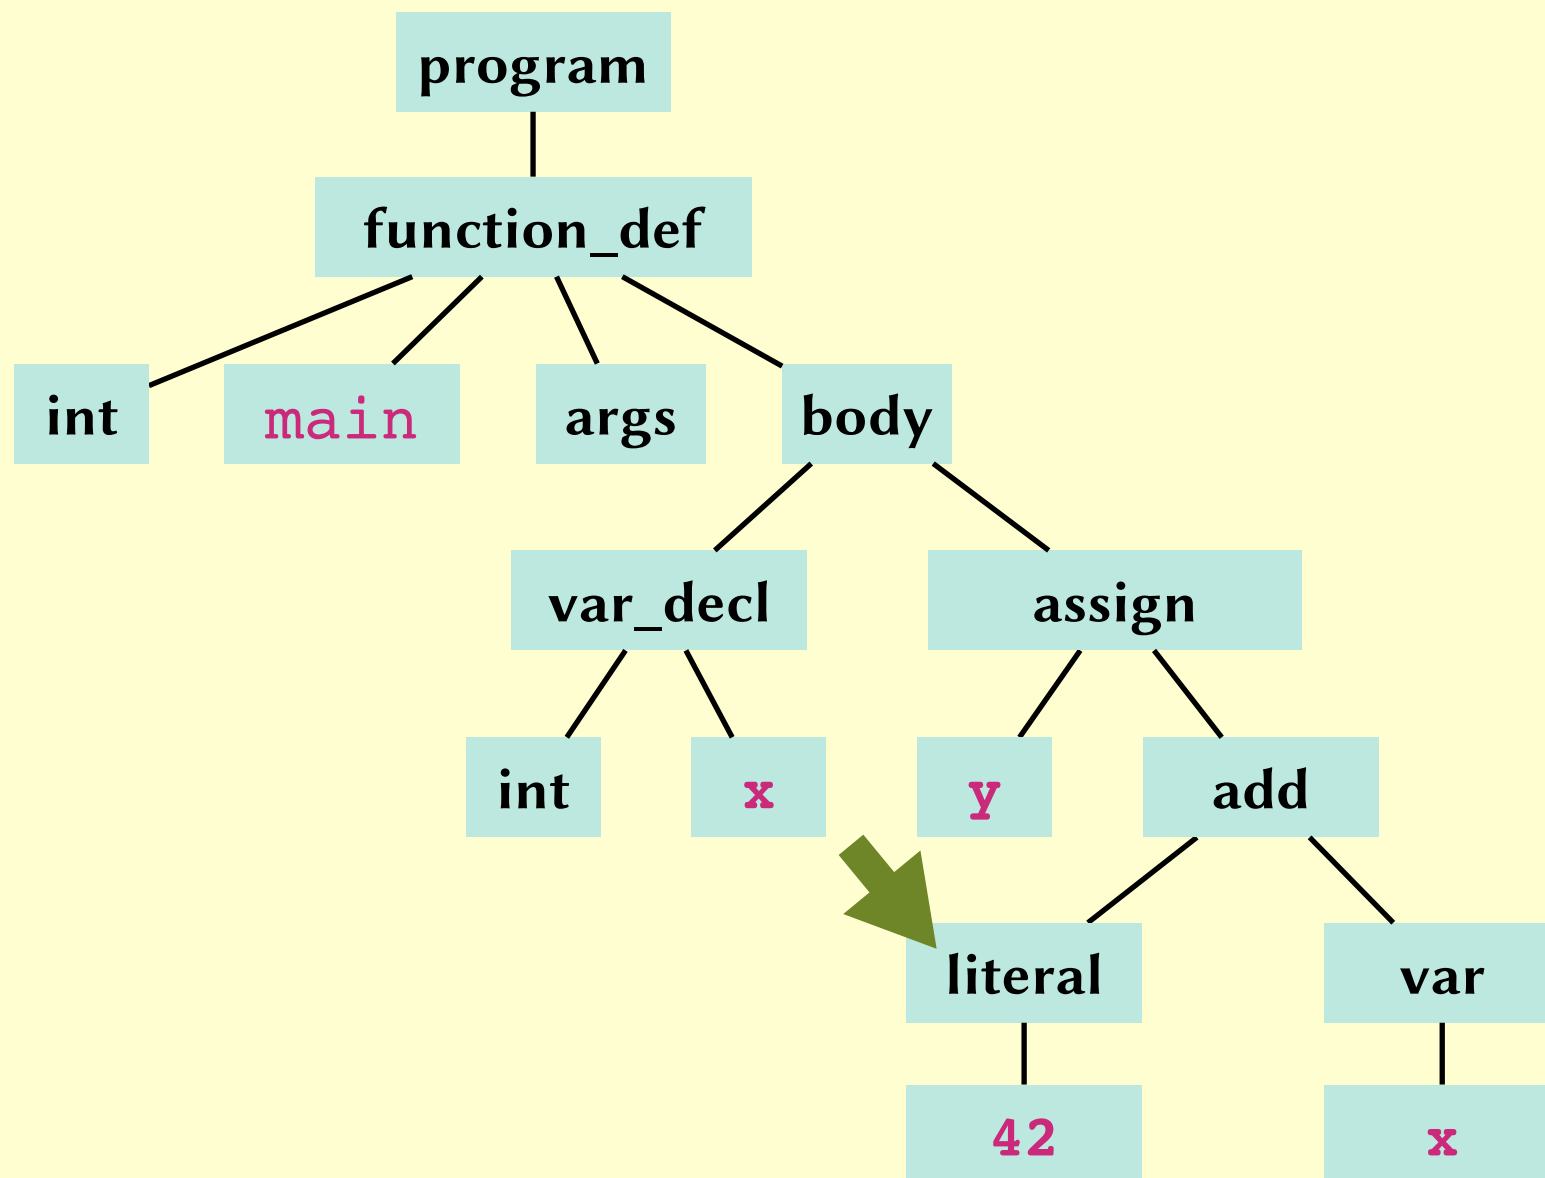 program
function_def
int main args body
var_decl assign
int x y add
literal var
42 x